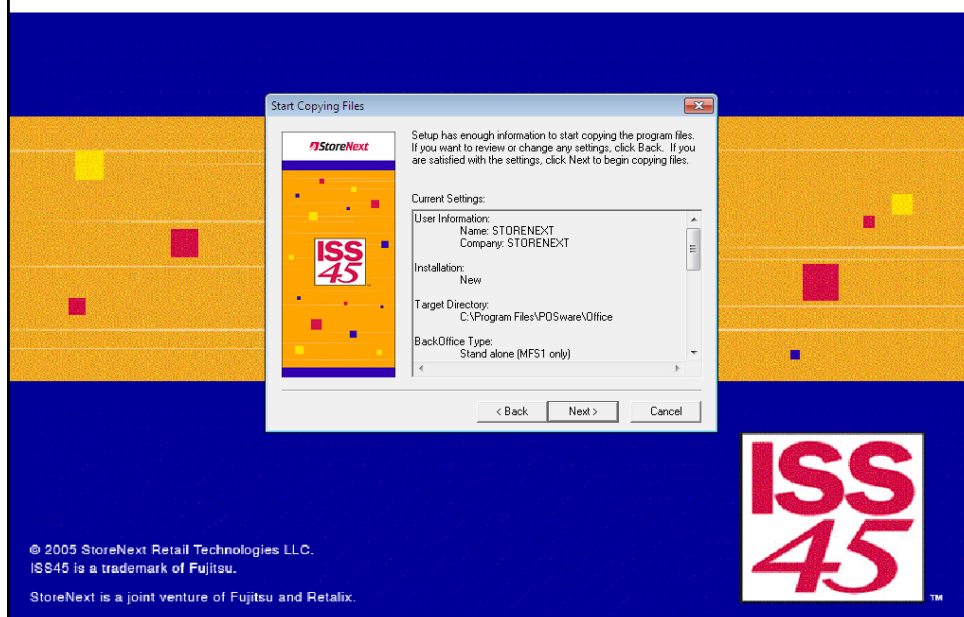 Start Copying Files
StoreNext
ISS
45
Setup has enough information to start copying the program files.
If you want to review or change any settings, click Back. If you
are satisfied with the settings, click Next to begin copying files.
Current Settings:
User Information:
Name: STORENEXT
Company: STORENEXT
Installation:
New
Target Directory:
C:\Program Files\POSware\Office
BackOffice Type:
Stand alone (MFS1 only)
< Back
Next >
Cancel
ISS
45
TM
© 2005 StoreNext Retail Technologies LLC.
ISS45 is a trademark of Fujitsu.
StoreNext is a joint venture of Fujitsu and Retalix.